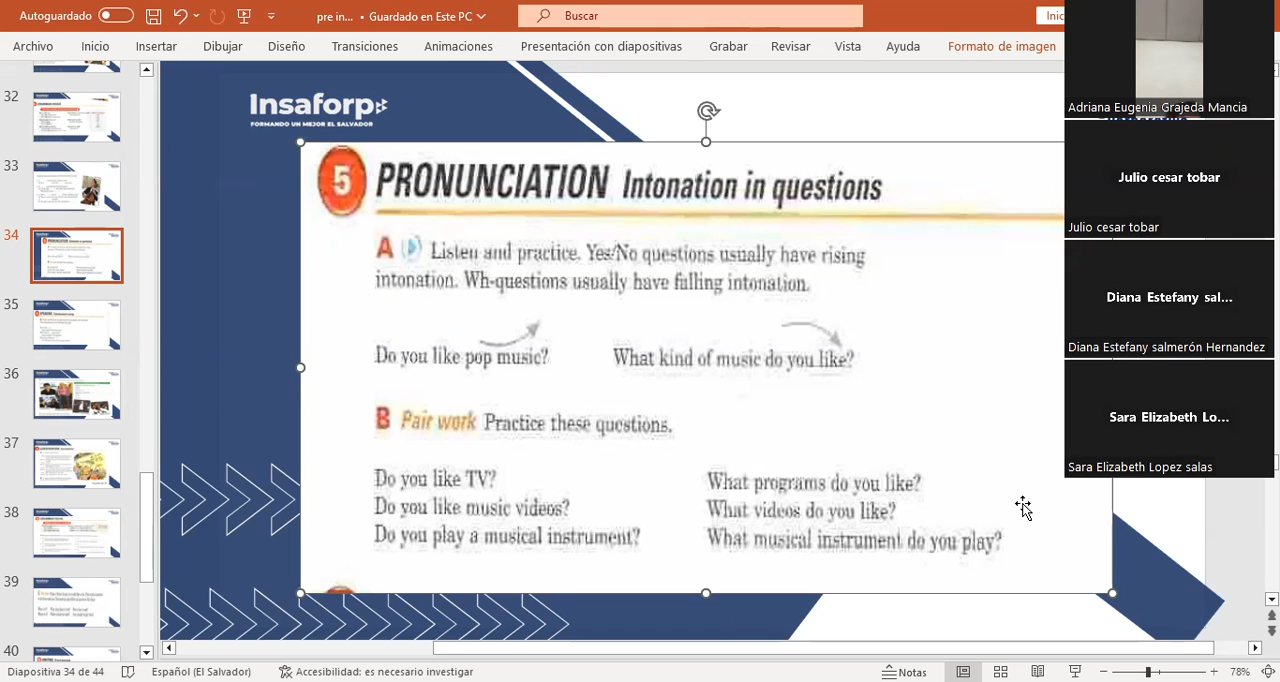 Autoguardado
pre in... • Guardado en Este PC
Buscar
Inic
Archivo Inicio Insertar Dibujar Diseño Transiciones Animaciones Presentación con diapositivas Grabar Revisar Vista Ayuda Formato de imagen
32
33
34
35
36
37
38
39
40
Insaforp
FORMANDO UN MEJOR EL SALVADOR
5 PRONUNCIATION Intonation in questions
A Listen and practice. Yes/No questions usually have rising
intonation. Wh-questions usually have falling intonation.
Do you like pop music? What kind of music do you like?
B Pair work Practice these questions.
Do you like TV? What programs do you like?
Do you like music videos? What videos do you like?
Do you play a musical instrument? What musical instrument do you play?
Adriana Eugenia Grajeda Mancia
Julio cesar tobar
Julio cesar tobar
Diana Estefany sal...
Diana Estefany salmerón Hernandez
Sara Elizabeth Lo...
Sara Elizabeth Lopez salas
Diapositiva 34 de 44 Español (El Salvador) Accesibilidad: es necesario investigar Notas 78%